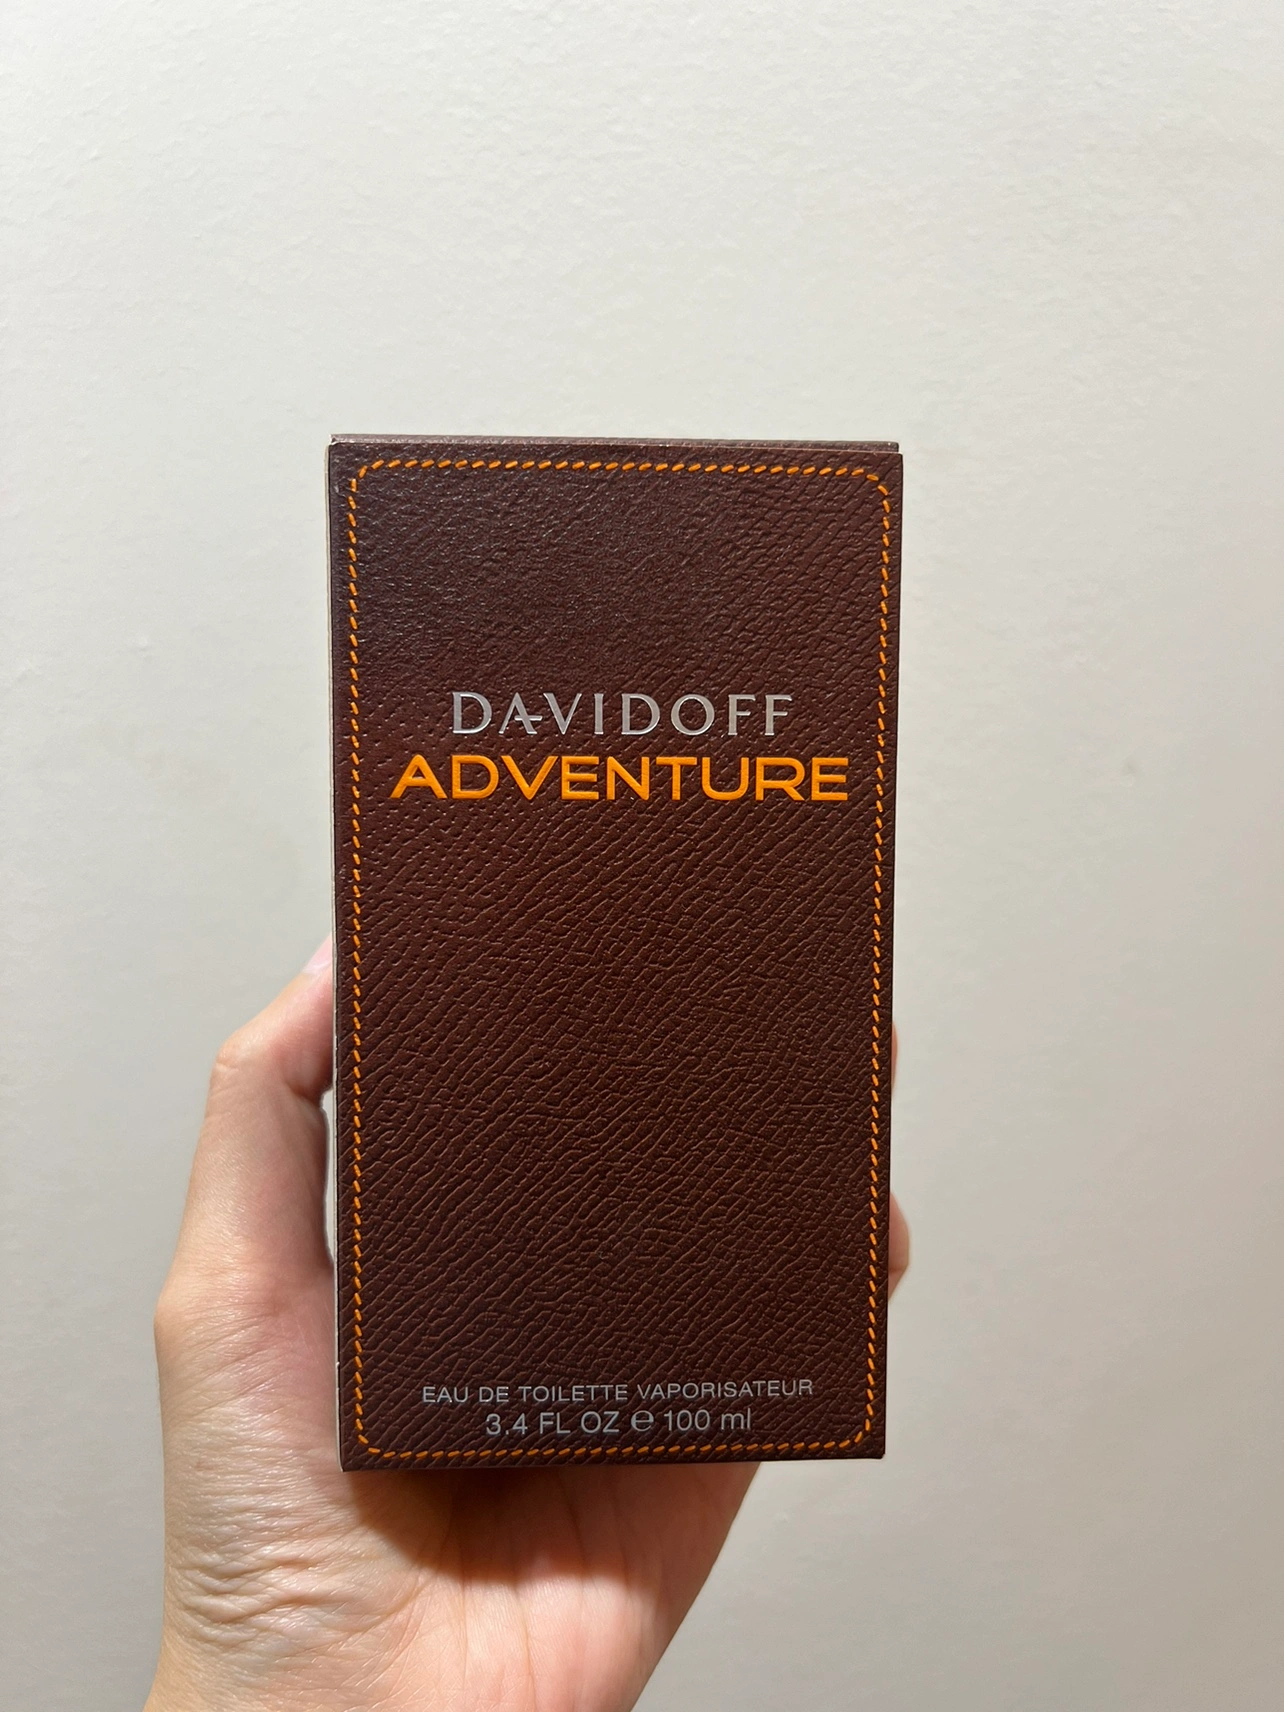 DAVIDOFF
ADVENTURE
EAU DE TOILETTE VAPORISATEUR
3.4 FL OZ ℮ 100 ml